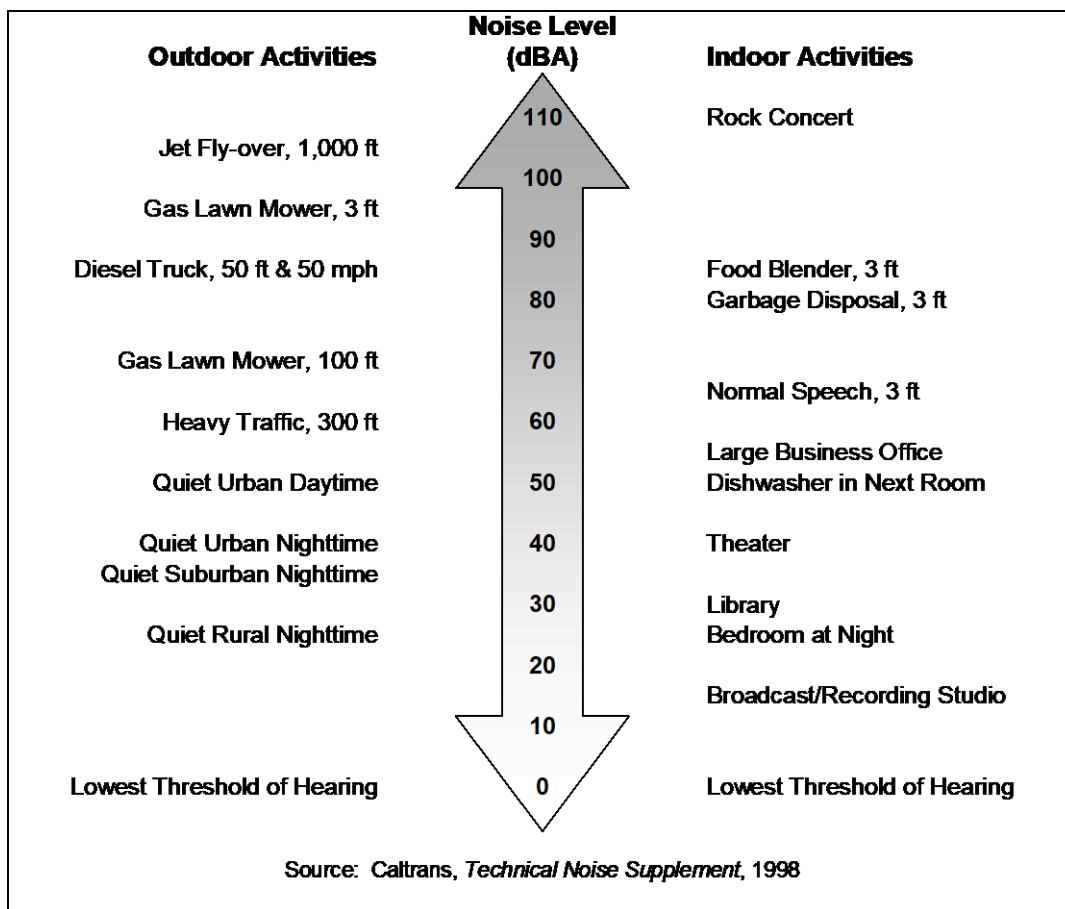 Noise Level
Outdoor Activities (dBA) Indoor Activities
110 Rock Concert
Jet Fly-over, 1,000 ft
100
Gas Lawn Mower, 3 ft
90
Diesel Truck, 50 ft & 50 mph Food Blender, 3 ft
80 Garbage Disposal, 3 ft
Gas Lawn Mower, 100 ft 70
Normal Speech, 3 ft
Heavy Traffic, 300 ft 60
Large Business Office
Quiet Urban Daytime 50 Dishwasher in Next Room
Quiet Urban Nighttime 40 Theater
Quiet Suburban Nighttime
30 Library
Quiet Rural Nighttime Bedroom at Night
20
Broadcast/Recording Studio
10
Lowest Threshold of Hearing 0 Lowest Threshold of Hearing
Source: Caltrans, Technical Noise Supplement, 1998